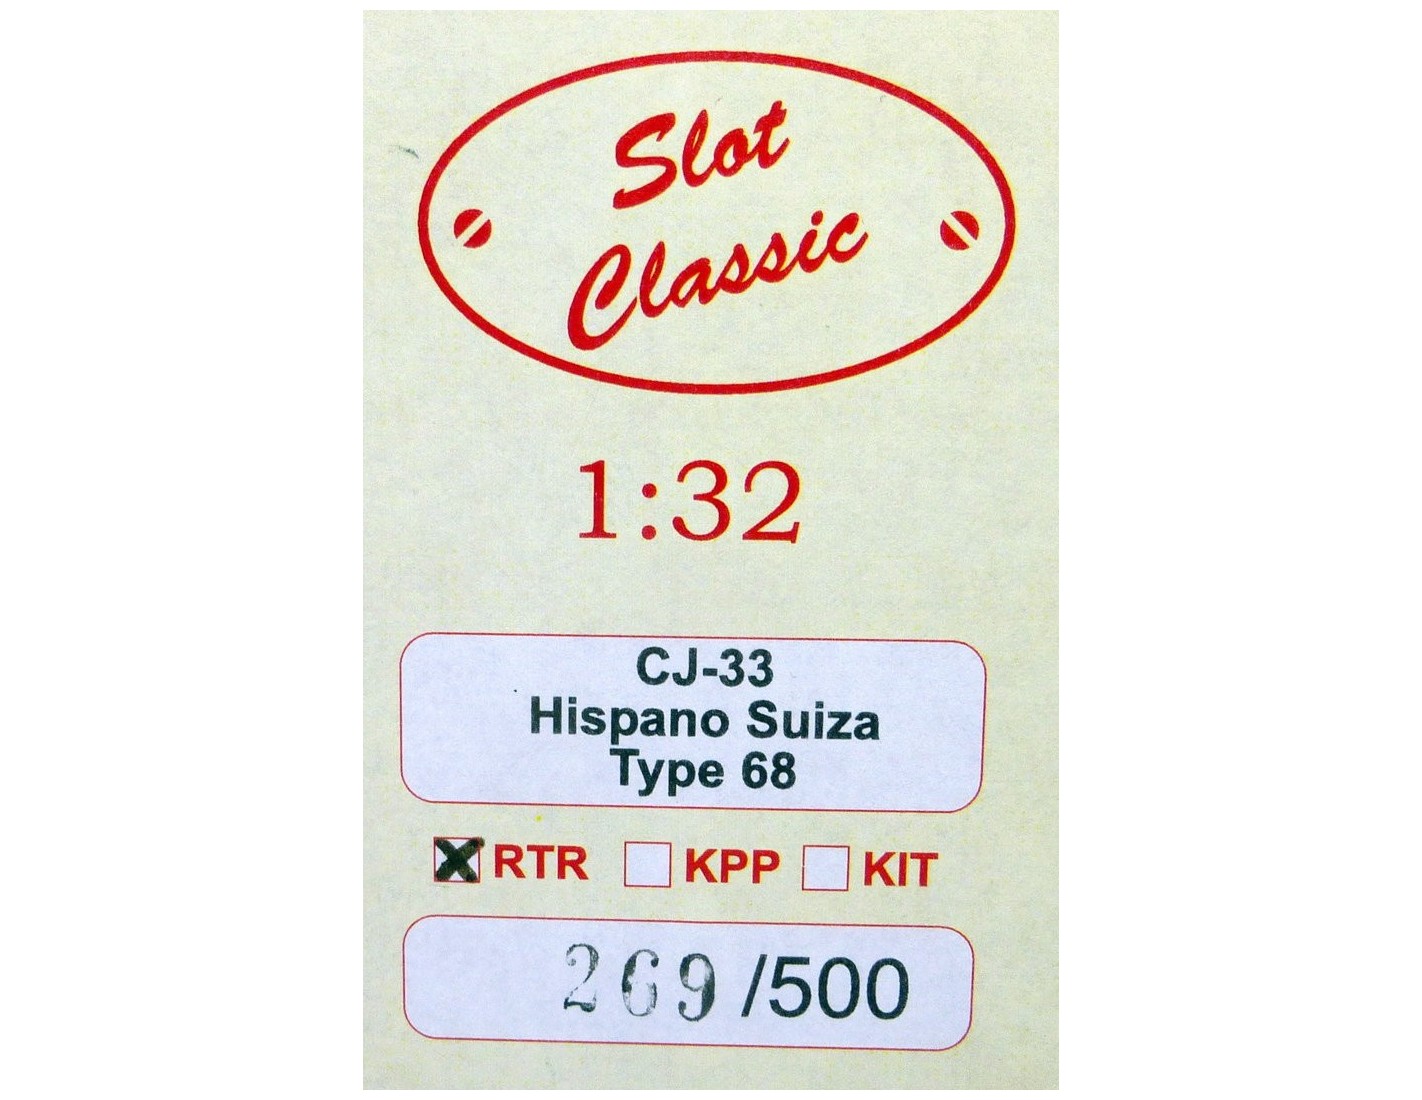 Slot
Classic
1:32
CJ-33
Hispano Suiza
Type 68
RTR KPP KIT
269 /500